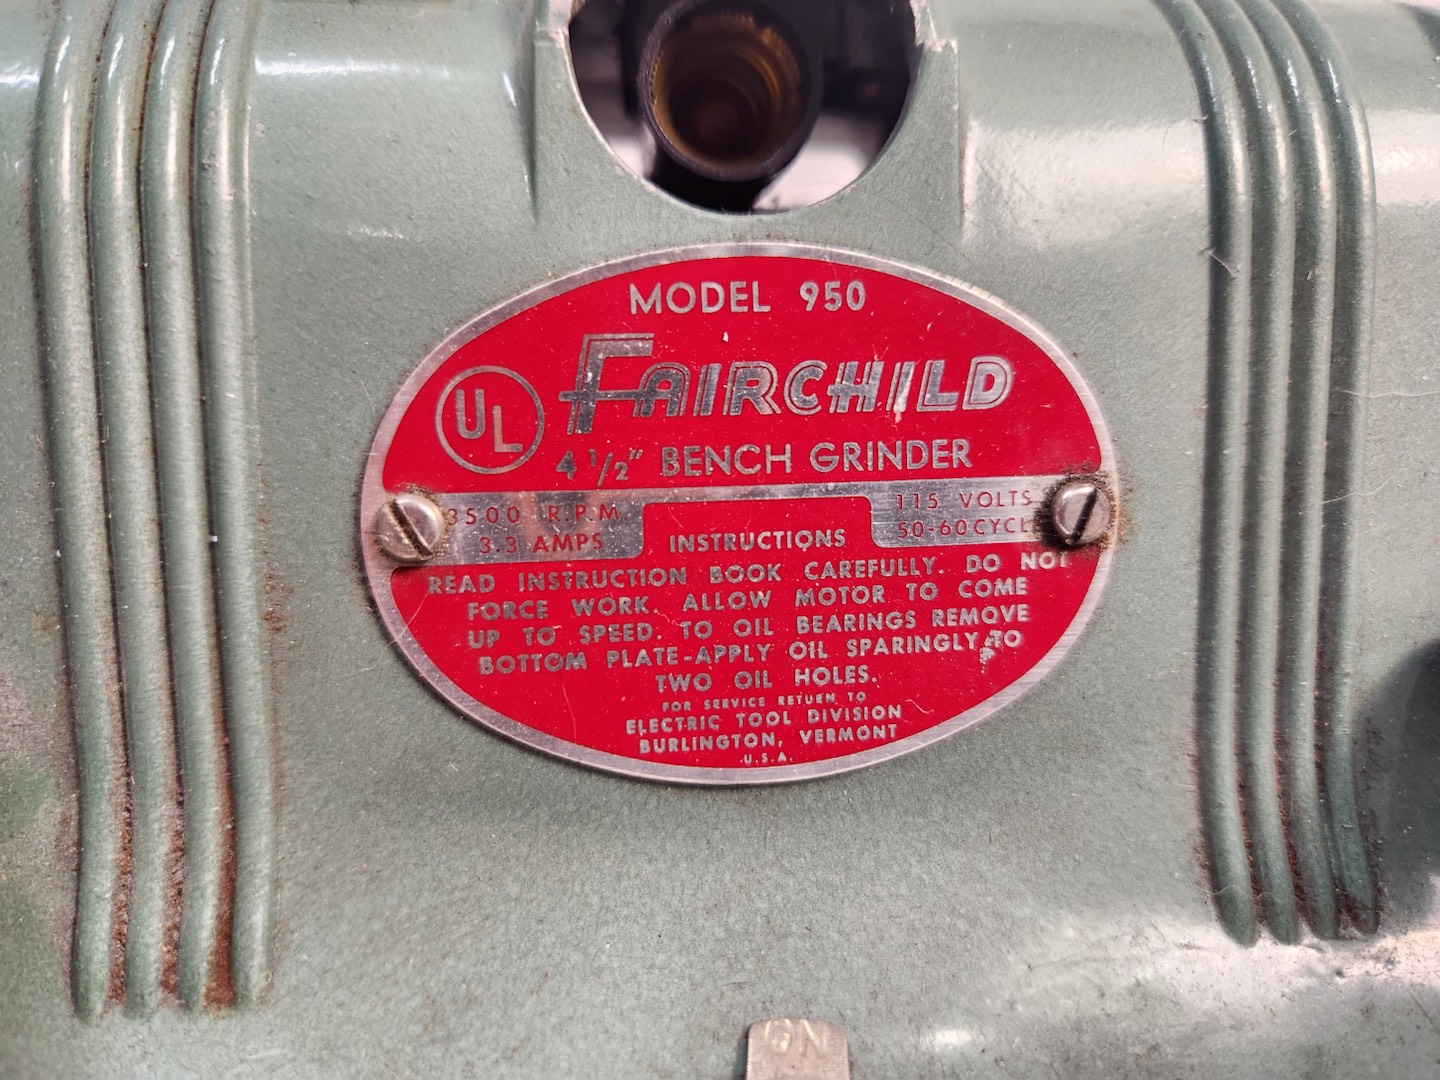 MODEL 950
UL
FAIRCHILD
4 1/2" BENCH GRINDER
3500 R.P.M.
3.3 AMPS
115 VOLTS
50-60 CYCLE
INSTRUCTIONS
READ INSTRUCTION BOOK CAREFULLY. DO NOT
FORCE WORK. ALLOW MOTOR TO COME
UP TO SPEED. TO OIL BEARINGS REMOVE
BOTTOM PLATE-APPLY OIL SPARINGLY TO
TWO OIL HOLES.
FOR SERVICE RETURN TO
ELECTRIC TOOL DIVISION
BURLINGTON, VERMONT
U.S.A.
ON